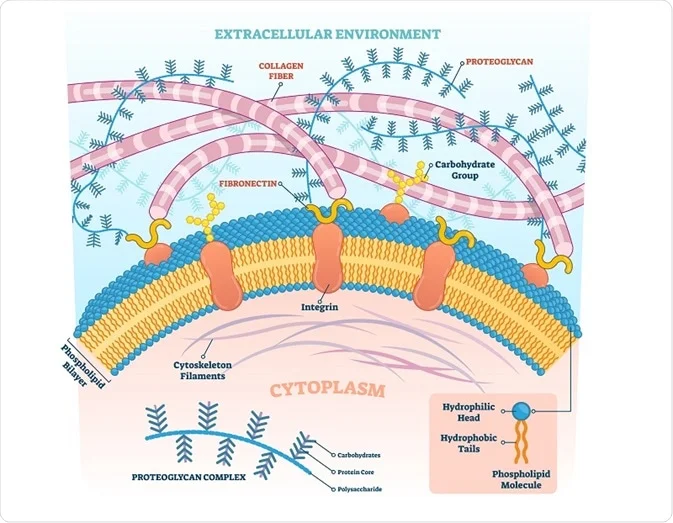 EXTRACELLULAR ENVIRONMENT
COLLAGEN
FIBER
PROTEOGLYCAN
Carbohydrate
Group
FIBRONECTIN
Integrin
Phospholipid
Bilayer
Cytoskeleton
Filaments
CYTOPLASM
Hydrophilic
Head
Hydrophobic
Tails
Phospholipid
Molecule
Carbohydrates
Protein Core
Polysaccharide
PROTEOGLYCAN COMPLEX